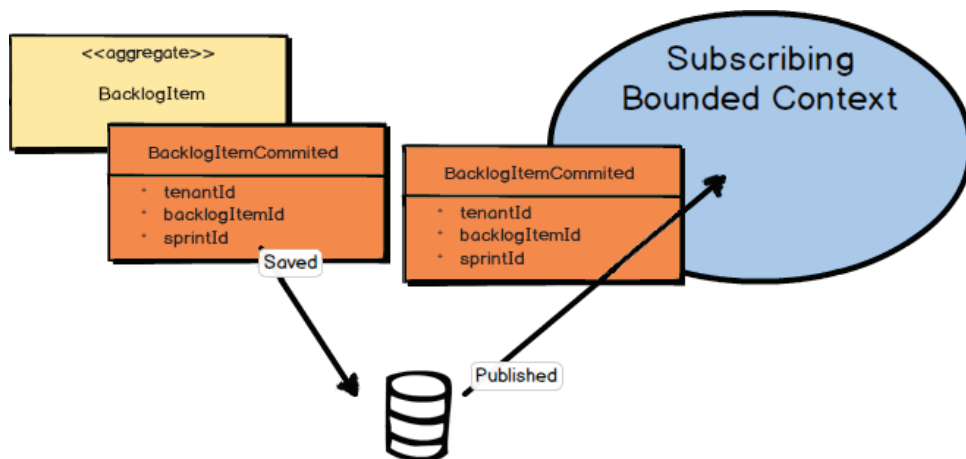 <<aggregate>>
BacklogItem
BacklogItemCommited
+ tenantId
+ backlogItemId
+ sprintId
Saved
BacklogItemCommited
+ tenantId
+ backlogItemId
+ sprintId
Subscribing
Bounded Context
Published